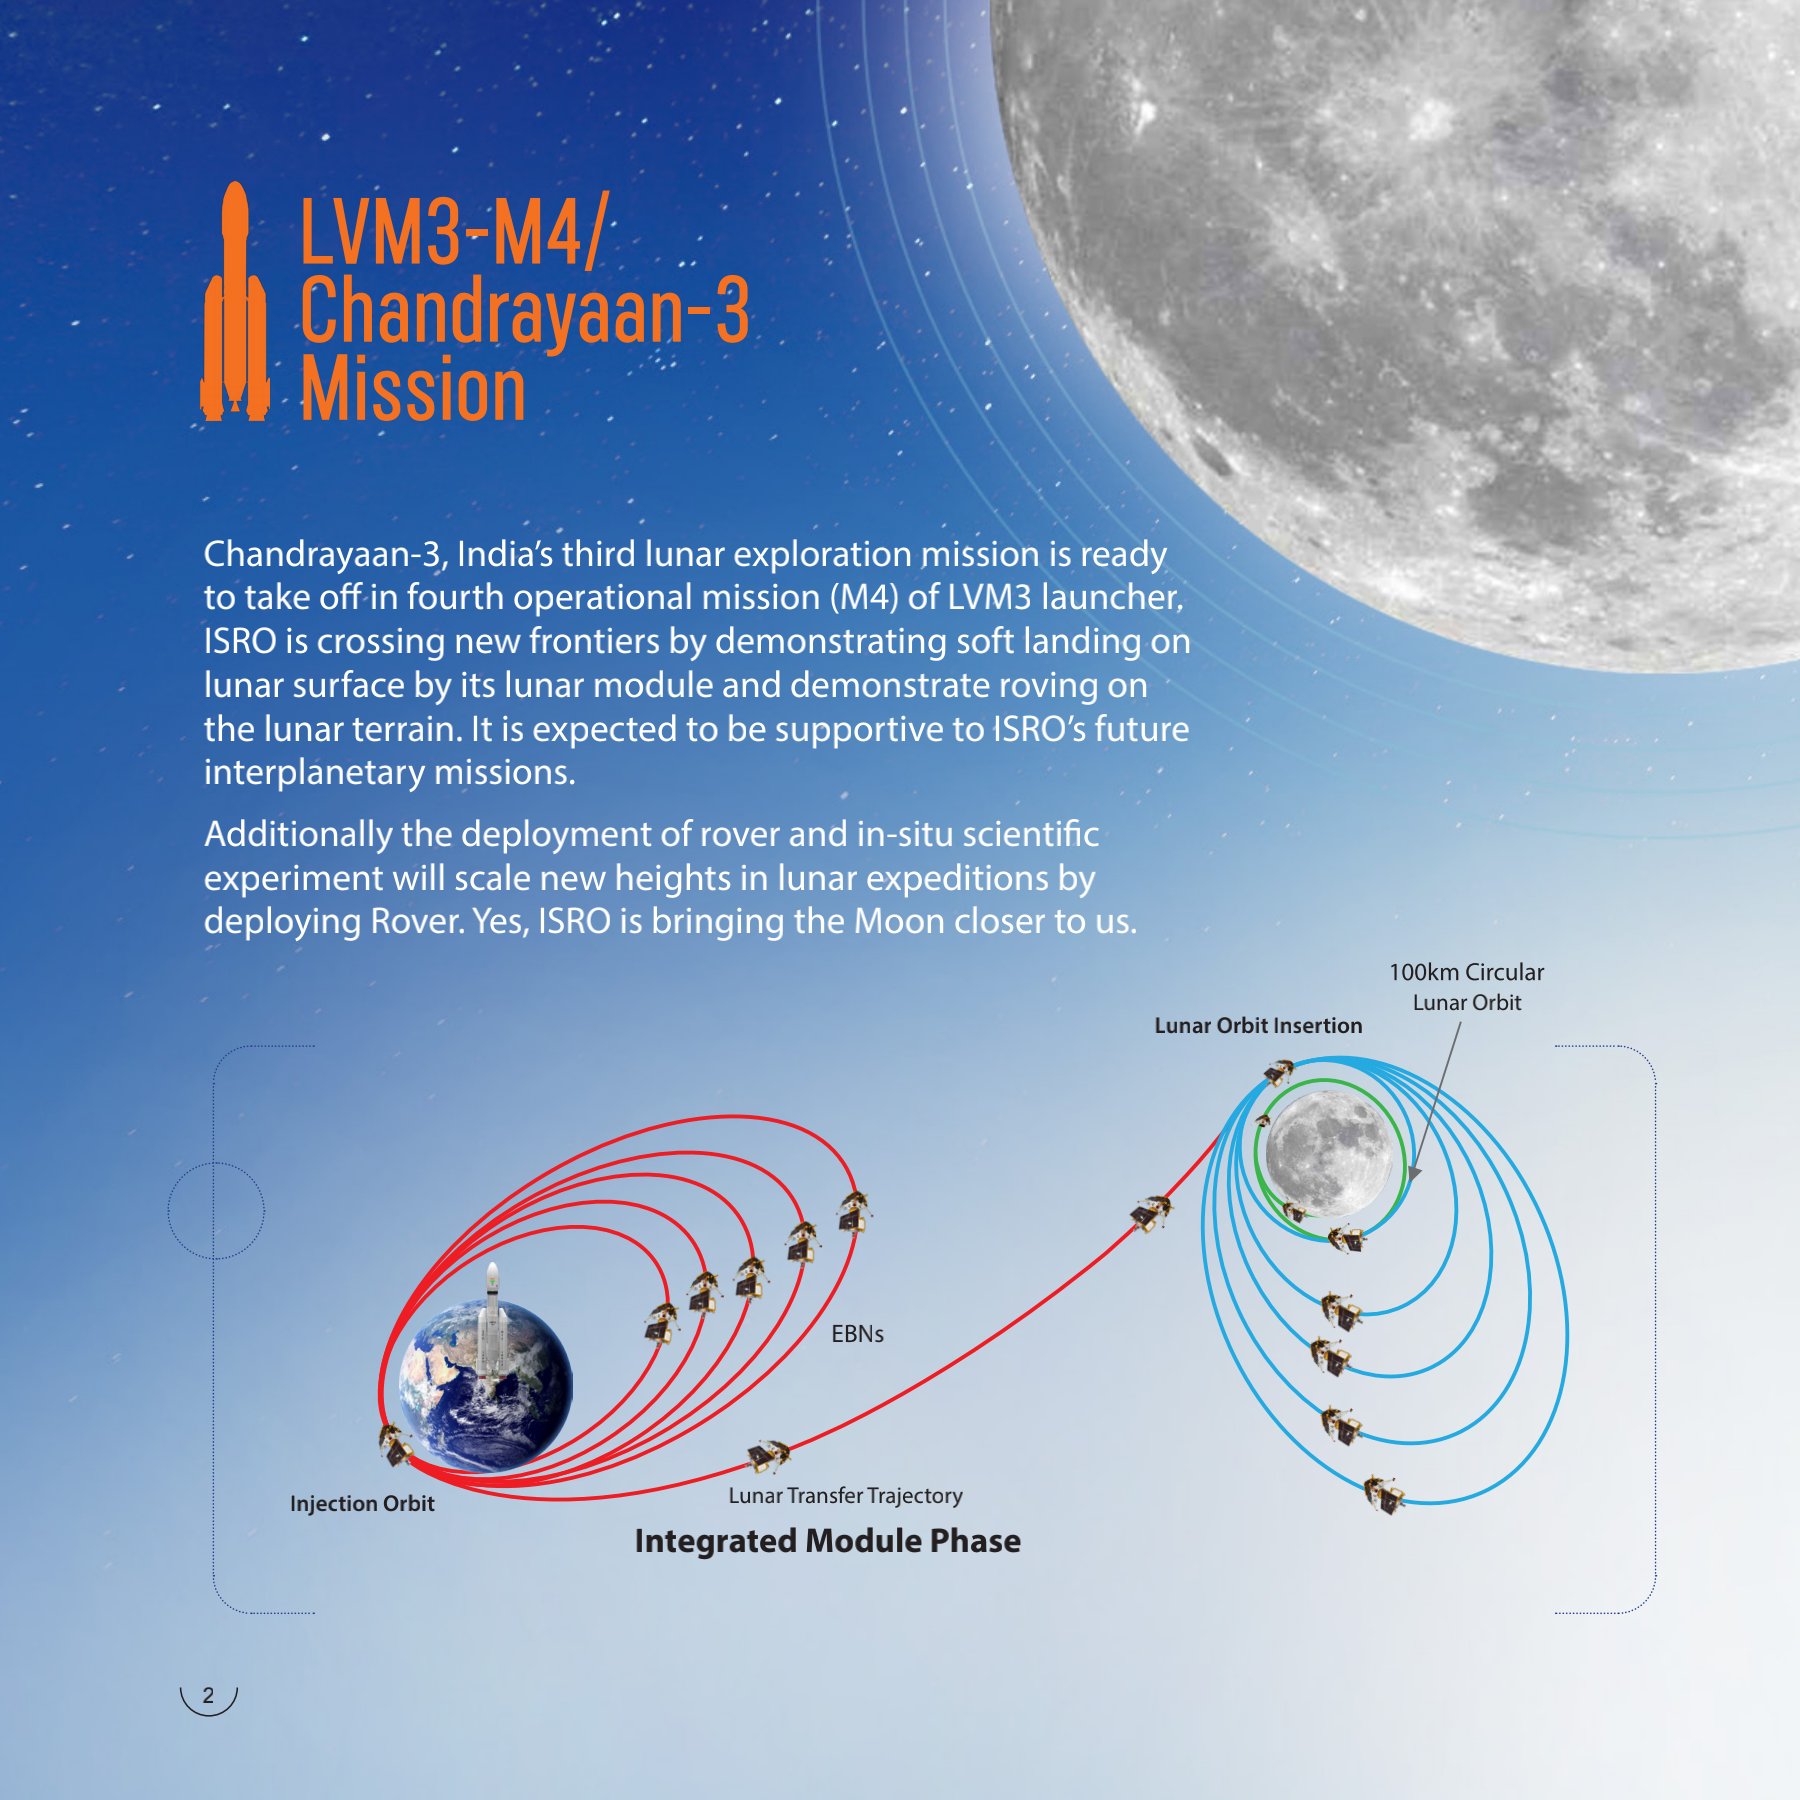 LVM3-M4/
Chandrayaan-3
Mission
Chandrayaan-3, India’s third lunar exploration mission is ready
to take off in fourth operational mission (M4) of LVM3 launcher.
ISRO is crossing new frontiers by demonstrating soft landing on
lunar surface by its lunar module and demonstrate roving on
the lunar terrain. It is expected to be supportive to ISRO’s future
interplanetary missions.
Additionally the deployment of rover and in-situ scientific
experiment will scale new heights in lunar expeditions by
deploying Rover. Yes, ISRO is bringing the Moon closer to us.
100km Circular
Lunar Orbit
Lunar Orbit Insertion
EBNs
Lunar Transfer Trajectory
Injection Orbit
Integrated Module Phase
2